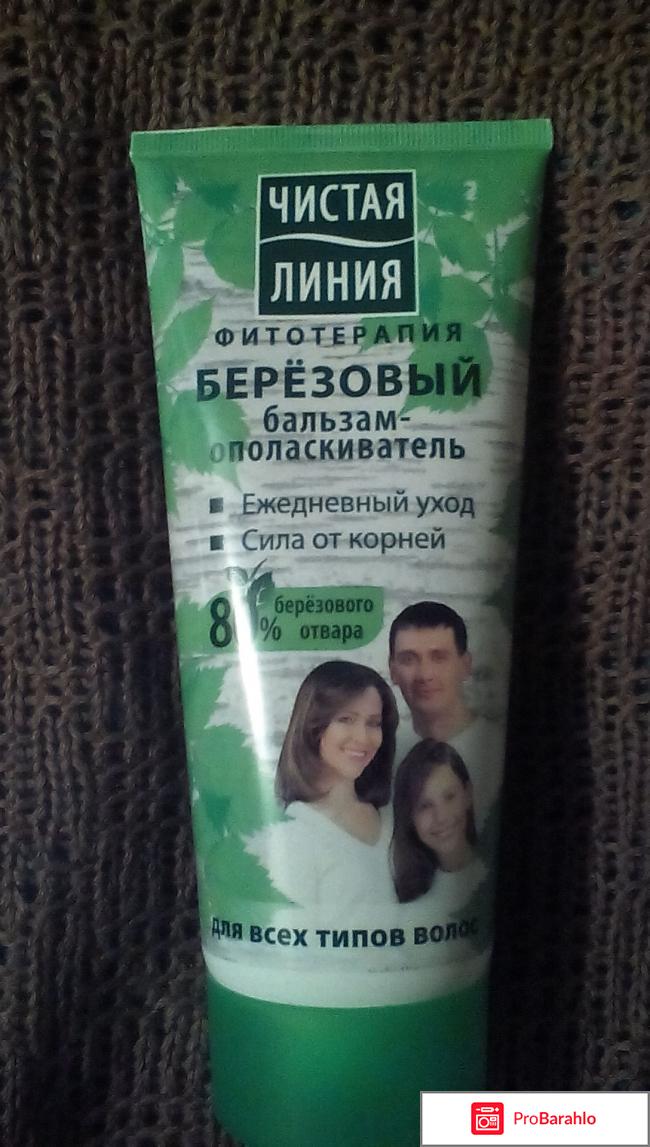 ЧИСТАЯ
ЛИНИЯ
ФИТОТЕРАПИЯ
БЕРЁЗОВЫЙ
бальзам-
ополаскиватель
Ежедневный уход
Сила от корней
берёзового
% отвара
для всех типов волос
ProBarahlo